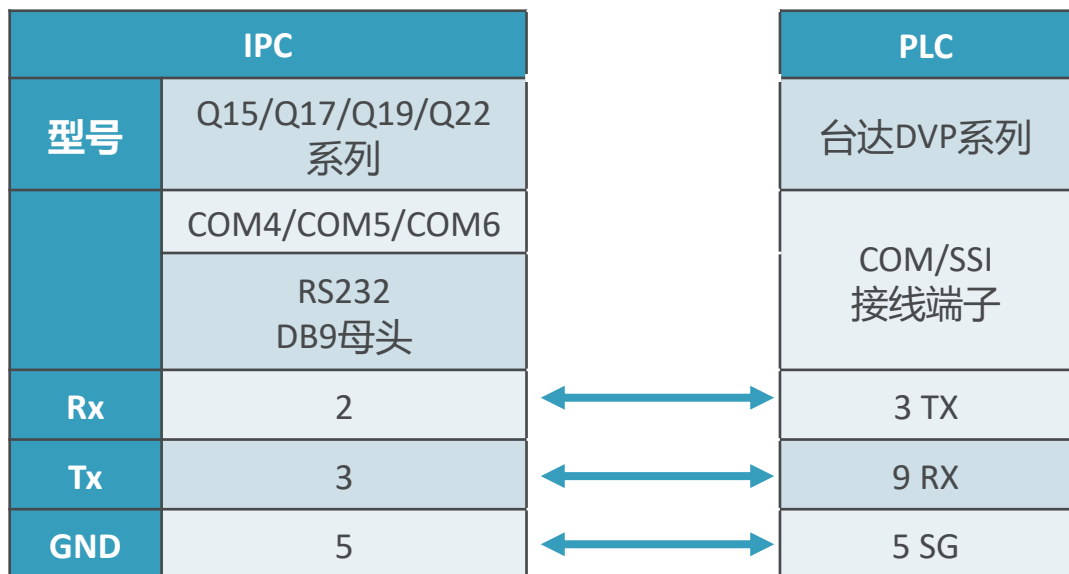 IPC
PLC
型号
Q15/Q17/Q19/Q22
系列
台达DVP系列
COM4/COM5/COM6
RS232
DB9母头
COM/SSI
接线端子
Rx
2
3 TX
Tx
3
9 RX
GND
5
5 SG